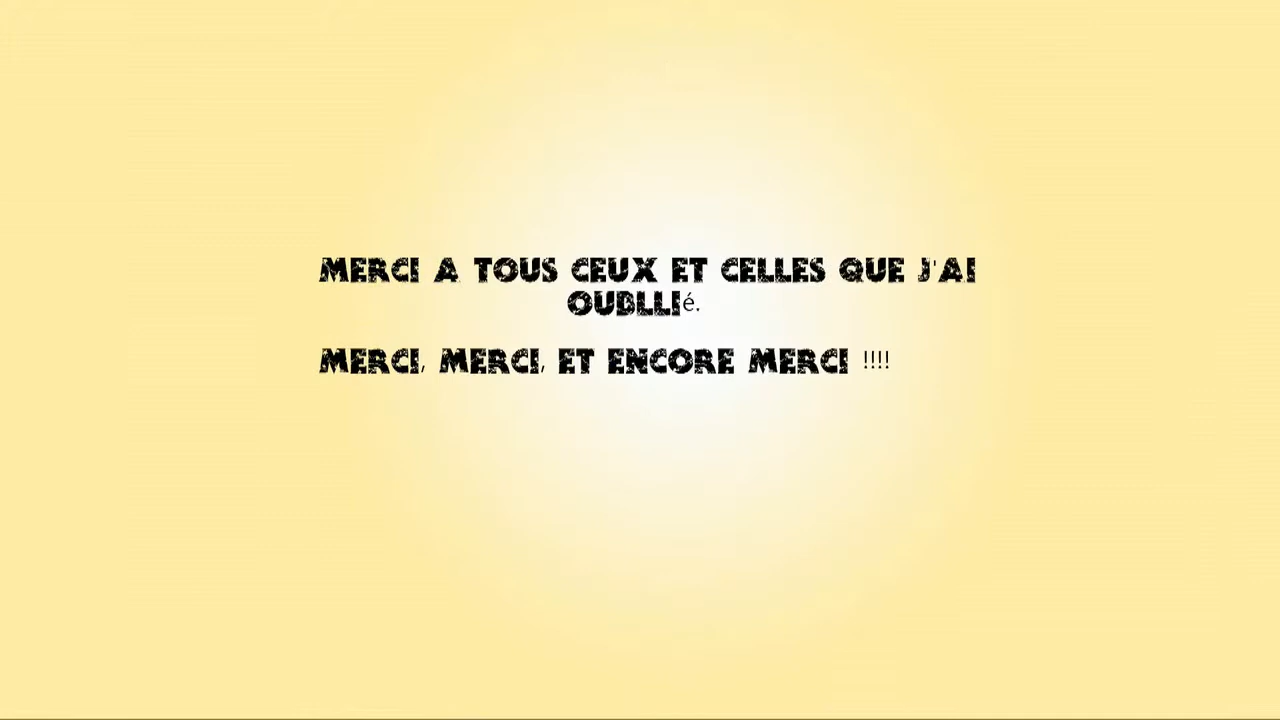 MERCI A TOUS CEUX ET CELLES QUE J'AI
OUBLLIé.
MERCI, MERCI, ET ENCORE MERCI !!!!